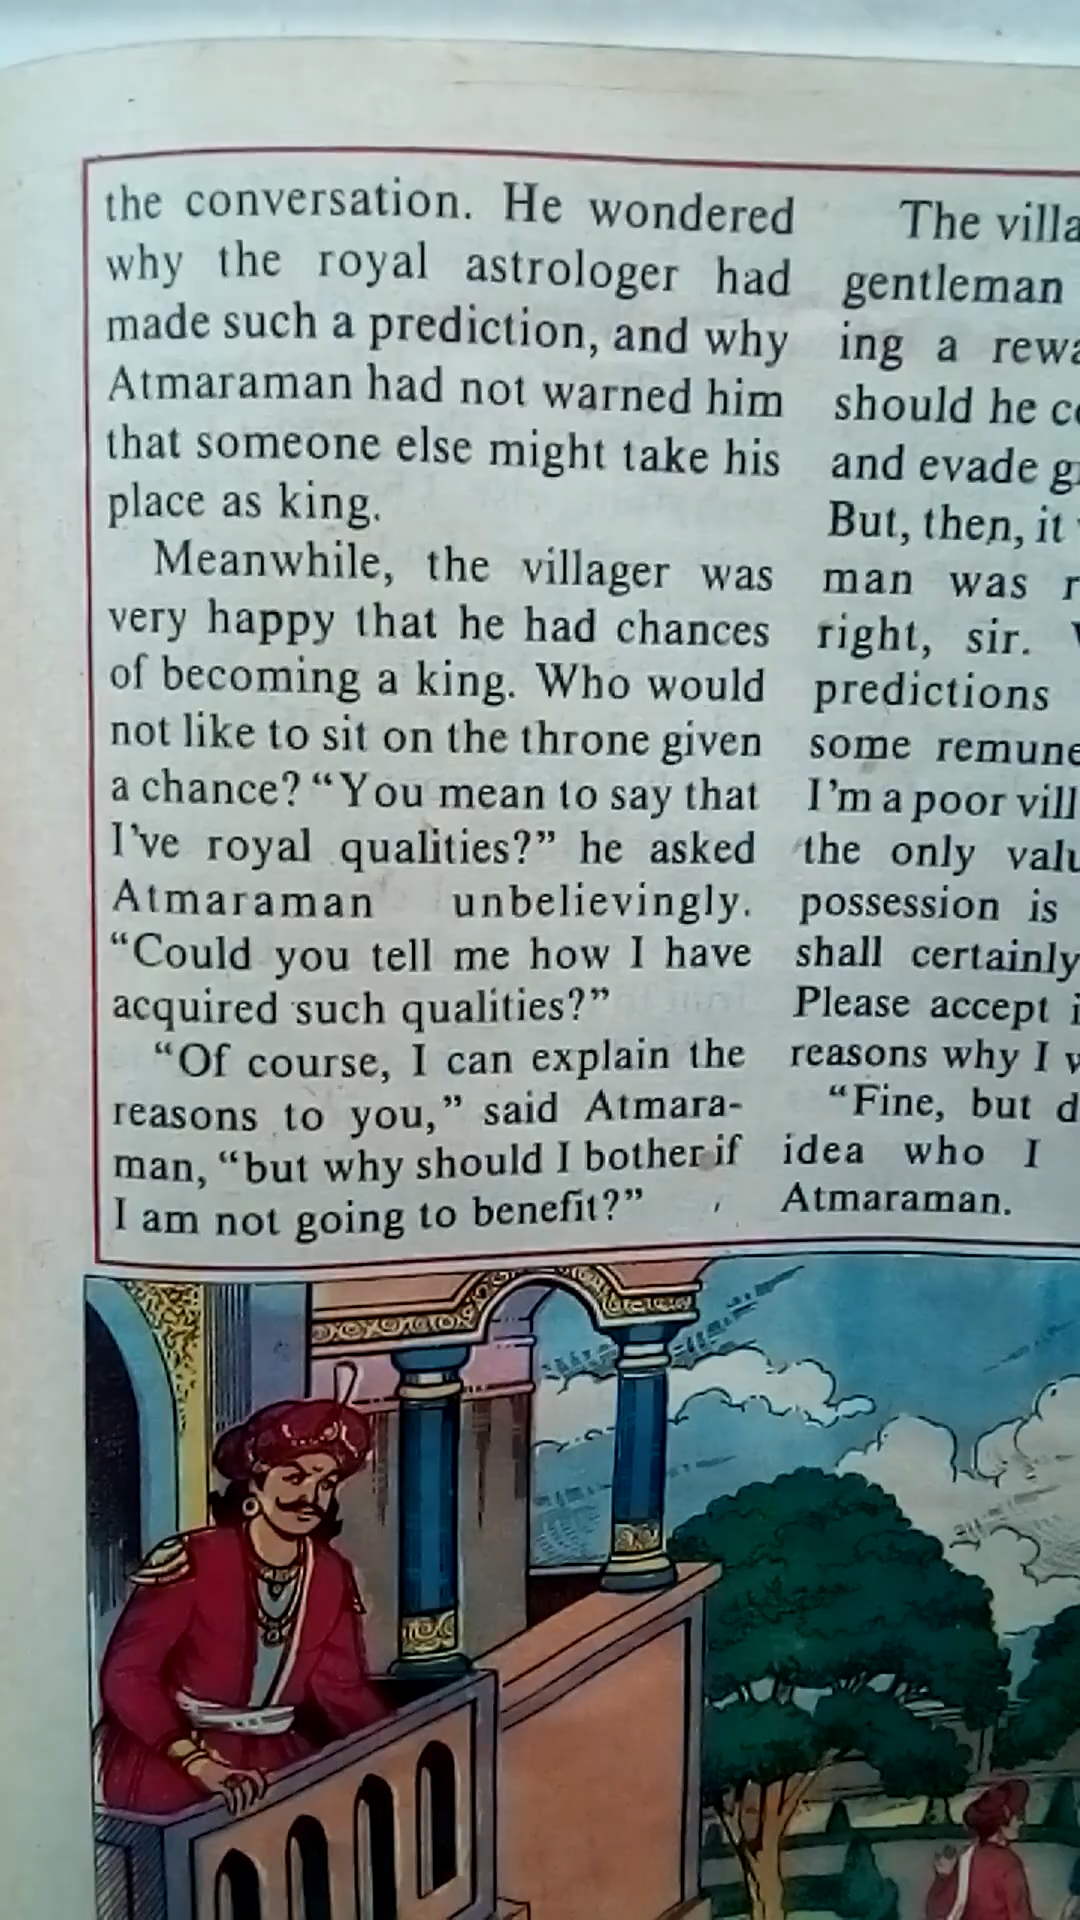 the conversation. He wondered
why the royal astrologer had
made such a prediction, and why
Atmaraman had not warned him
that someone else might take his
place as king.
Meanwhile, the villager was
very happy that he had chances
of becoming a king. Who would
not like to sit on the throne given
a chance? “You mean to say that
I’ve royal qualities?” he asked
Atmaraman unbelievingly.
“Could you tell me how I have
acquired such qualities?”
“Of course, I can explain the
reasons to you,” said Atmara-
man, “but why should I bother if
I am not going to benefit?”
The
gentleman
ing a
should he
and evade
But, then, it
man was
right, sir.
predictions
some
I’m a poor
the only
possession is
shall certainly
Please accept
reasons why I
“Fine, but
idea who I
Atmaraman.